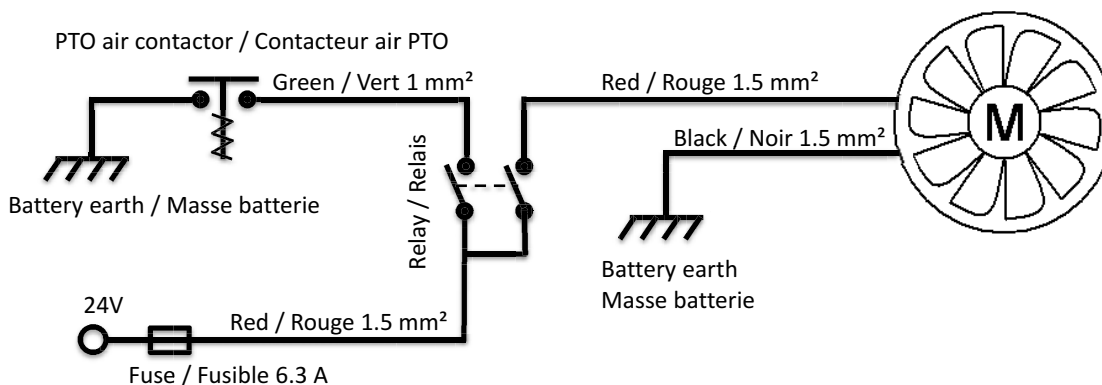 PTO air contactor / Contacteur air PTO
Green / Vert 1 mm²
Red / Rouge 1.5 mm²
M
Black / Noir 1.5 mm²
Relay / Relais
Battery earth / Masse batterie
Battery earth
Masse batterie
24V
Red / Rouge 1.5 mm²
Fuse / Fusible 6.3 A